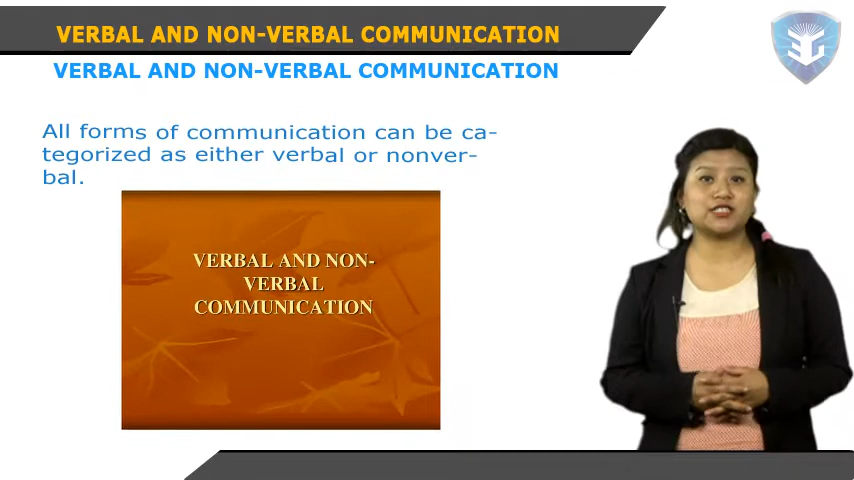 VERBAL AND NON-VERBAL COMMUNICATION
VERBAL AND NON-VERBAL COMMUNICATION
All forms of communication can be ca-
tegorized as either verbal or nonver-
bal.
VERBAL AND NON-
VERBAL
COMMUNICATION